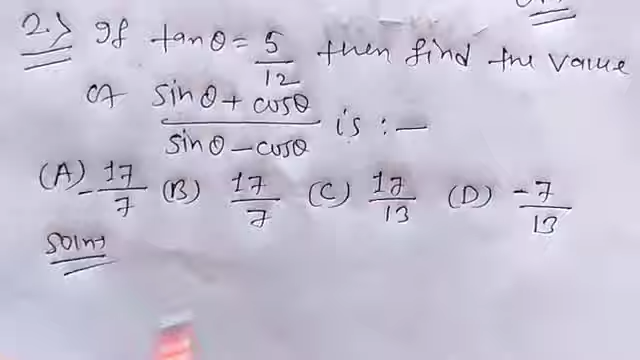 2.) If tanθ = 5/12 then find the value
of sinθ + cosθ / sinθ - cosθ is :-
(A) -17/7 (B) 17/7 (C) 17/13 (D) -7/13
Soln→